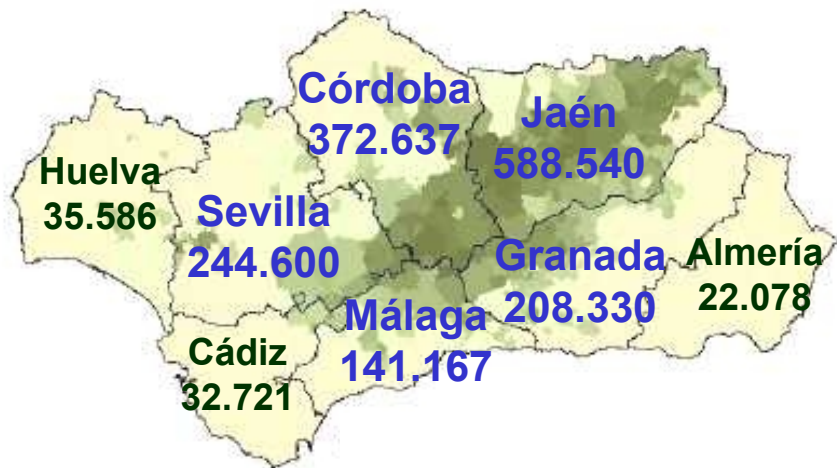 Córdoba
372.637
Jaén
588.540
Huelva
35.586
Sevilla
244.600
Granada
208.330
Almería
22.078
Málaga
141.167
Cádiz
32.721